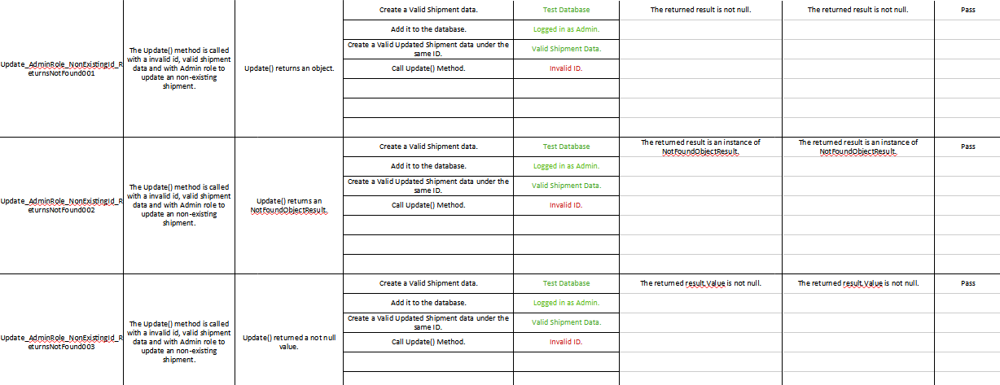 Update_AdminRole_NonExistingId_R
eturnsNotFound001
The Update() method is called
with a invalid id, valid shipment
data and with Admin role to
update an non-existing
shipment.
Update() returns an object.
Create a Valid Shipment data.
Test Database
The returned result is not null.
The returned result is not null.
Pass
Add it to the database.
Logged in as Admin.
Create a Valid Updated Shipment data under the
same ID.
Valid Shipment Data.
Call Update() Method.
Invalid ID.
Update_AdminRole_NonExistingId_R
eturnsNotFound002
The Update() method is called
with a invalid id, valid shipment
data and with Admin role to
update an non-existing
shipment.
Update() returns an
NotFoundObjectResult.
Create a Valid Shipment data.
Test Database
The returned result is an instance of
NotFoundObjectResult.
The returned result is an instance of
NotFoundObjectResult.
Pass
Add it to the database.
Logged in as Admin.
Create a Valid Updated Shipment data under the
same ID.
Valid Shipment Data.
Call Update() Method.
Invalid ID.
Update_AdminRole_NonExistingId_R
eturnsNotFound003
The Update() method is called
with a invalid id, valid shipment
data and with Admin role to
update an non-existing
shipment.
Update() returned a not null
value.
Create a Valid Shipment data.
Test Database
The returned result.Value is not null.
The returned result.Value is not null.
Pass
Add it to the database.
Logged in as Admin.
Create a Valid Updated Shipment data under the
same ID.
Valid Shipment Data.
Call Update() Method.
Invalid ID.